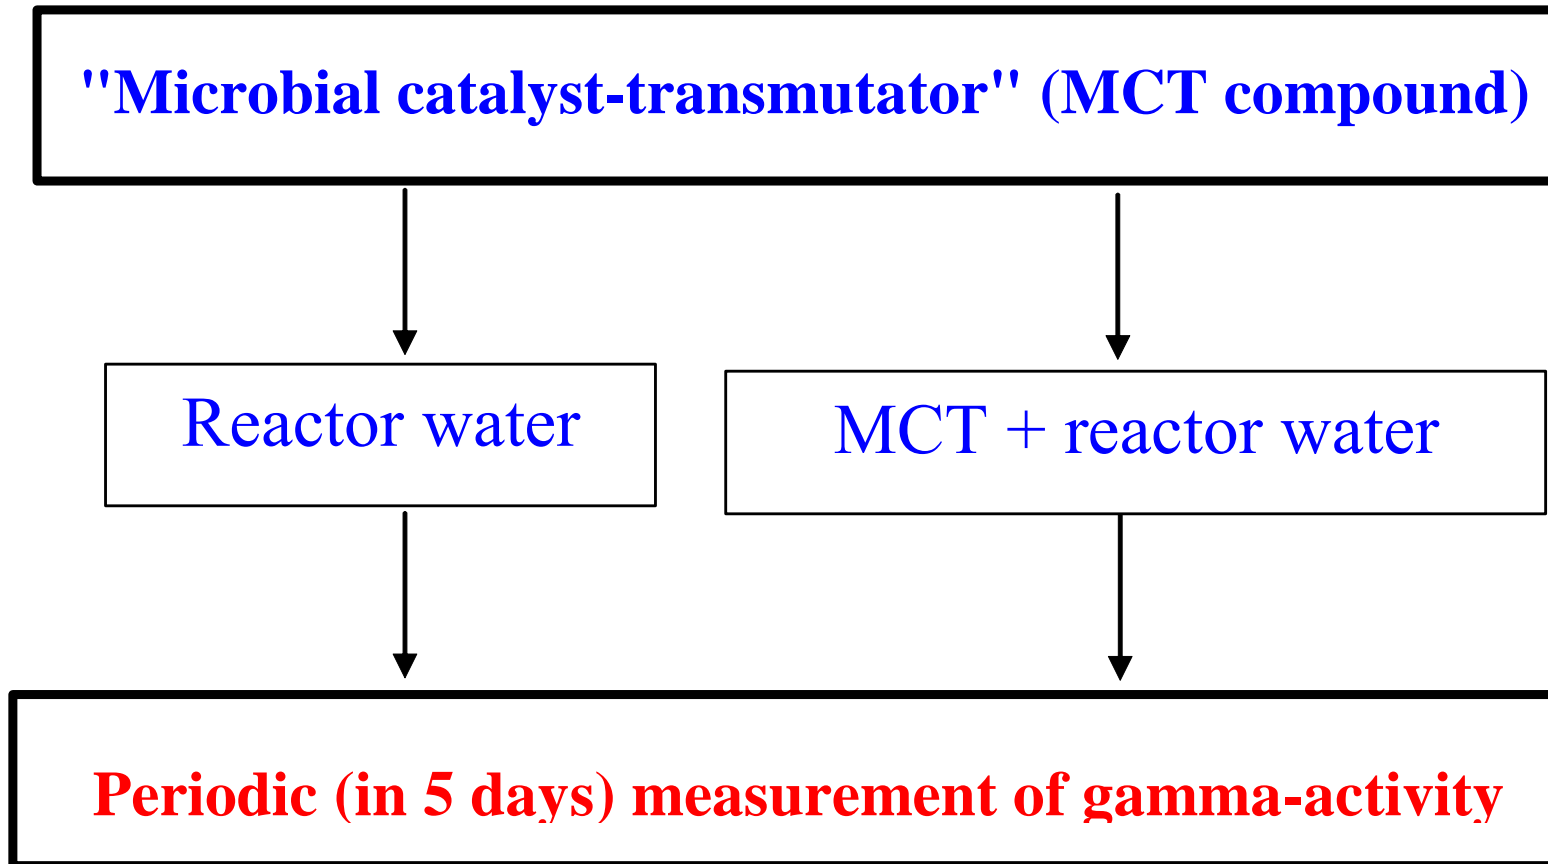 "Microbial catalyst-transmutator" (MCT compound)
Reactor water
MCT + reactor water
Periodic (in 5 days) measurement of gamma-activity